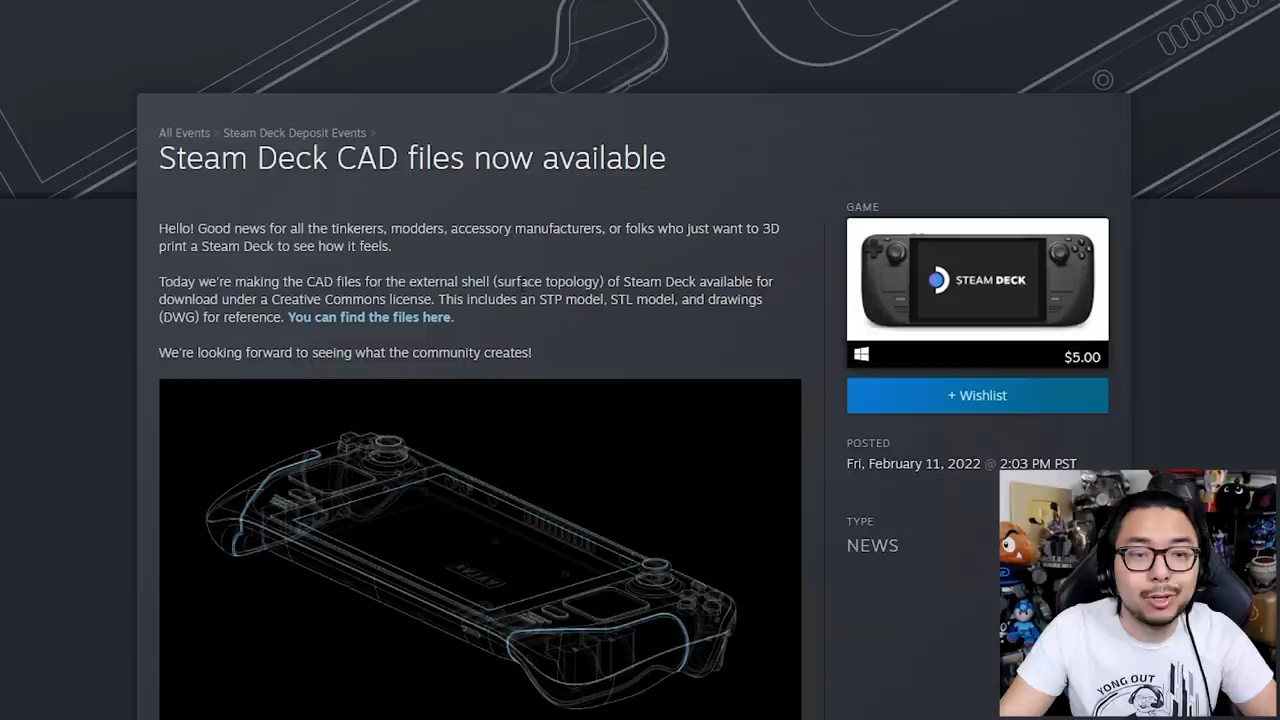 All Events > Steam Deck Deposit Events >
Steam Deck CAD files now available
Hello! Good news for all the tinkerers, modders, accessory manufacturers, or folks who just want to 3D
print a Steam Deck to see how it feels.
Today we're making the CAD files for the external shell (surface topology) of Steam Deck available for
download under a Creative Commons license. This includes an STP model, STL model, and drawings
(DWG) for reference. You can find the files here.
We're looking forward to seeing what the community creates!
GAME
STEAM DECK
$5.00
+ Wishlist
POSTED
Fri, February 11, 2022 @ 2:03 PM PST
TYPE
NEWS
YONG OUT